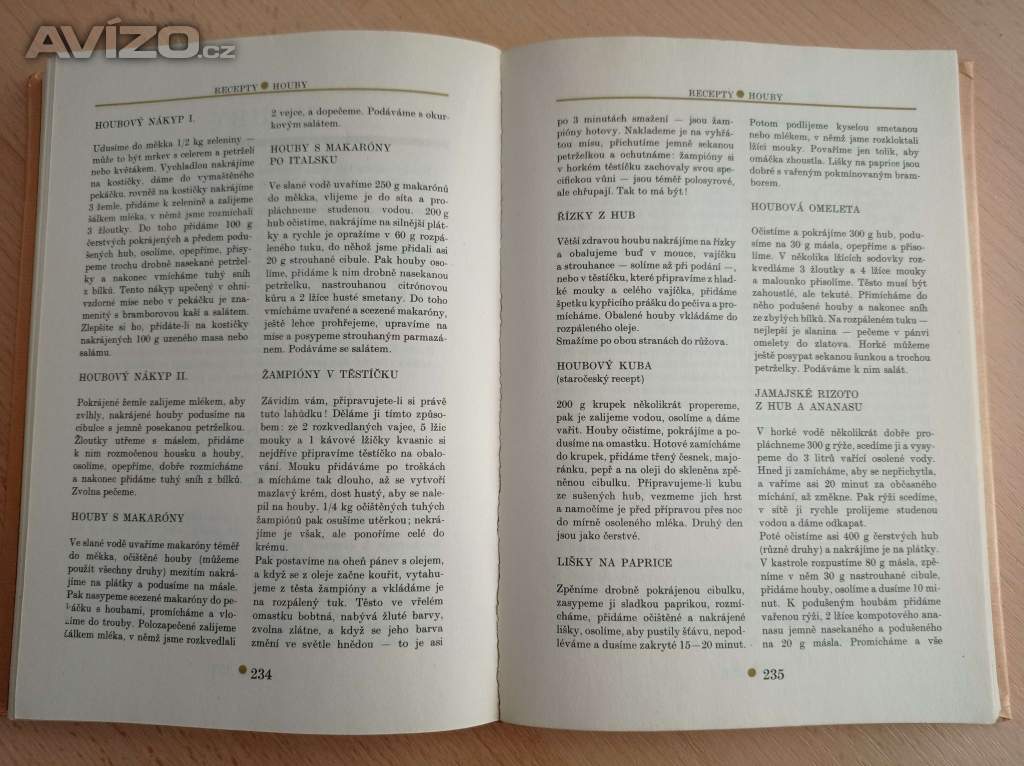 AVÍZO.cz
RECEPTY • HOUBY
HOUBOVÝ NÁKYP I.
Udusíme do měkka 1/2 kg zeleniny —
může to být mrkev s celerem a petrželí
nebo květákem. Vychladlou nakrájíme
na kostičky, dáme do vymaštěného
pekáčku, rovněž na kostičky nakrájíme
3 žemle, přidáme k zelenině a zalijeme
šálkem mléka, v němž jsme rozmíchali
3 žloutky. Do toho přidáme 100 g
čerstvých pokrájených a předem podu-
šených hub, osolíme, opepříme, přisy-
peme trochu drobně nasekané petržel-
ky a nakonec vmícháme tuhý sníh
z bílků. Tento nákyp upečený v ohni-
vzdorné míse nebo v pekáčku je zna-
menitý s bramborovou kaší a salátem.
Zlepšíte si ho, přidáte-li na kostičky
nakrájených 100 g uzeného masa nebo
salámu.
HOUBOVÝ NÁKYP II.
Pokrájené žemle zalijeme mlékem, aby
zvlhly, nakrájené houby podusíme na
cibulce s jemně posekanou petrželkou.
Žloutky utřeme s máslem, přidáme
k nim rozmočenou housku a houby,
osolíme, opepříme, dobře rozmícháme
a nakonec přidáme tuhý sníh z bílků.
Zvolna pečeme.
HOUBY S MAKARÓNY
Ve slané vodě uvaříme makaróny téměř
do měkka, očištěné houby (můžeme
použít všechny druhy) mezitím nakrá-
jíme na plátky a podusíme na másle.
Pak nasypeme scezené makaróny do pe-
káčku s houbami, promícháme a vlo-
žíme do trouby. Polozapečené zalijeme
šálkem mléka, v němž jsme rozkvedlali
2 vejce, a dopečeme. Podáváme s okur-
kovým salátem.
HOUBY S MAKARÓNY
PO ITALSKU
Ve slané vodě uvaříme 250 g makarónů
do měkka, vlijeme je do síta a pro-
pláchneme studenou vodou. 200 g
hub očistíme, nakrájíme na silnější plát-
ky a rychle je opražíme v 60 g rozpá-
leného tuku, do něhož jsme přidali asi
20 g strouhané cibule. Pak houby oso-
líme, přidáme k nim drobně nasekanou
petrželku, nastrouhanou citrónovou
kůru a 2 lžíce husté smetany. Do toho
vmícháme uvařené a scezené makaróny,
ještě lehce prohřejeme, upravíme na
míse a posypeme strouhaným parmazá-
nem. Podáváme se salátem.
ŽAMPIÓNY V TĚSTÍČKU
Závidím vám, připravujete-li si právě
tuto lahůdku! Děláme ji tímto způso-
bem: ze 2 rozkvedlaných vajec, 5 lžic
mouky a 1 kávové lžičky kvasnic si
nejdříve připravíme těstíčko na obalo-
vání. Mouku přidáváme po troškách
a mícháme tak dlouho, až se vytvoří
mazlavý krém, dost hustý, aby se nale-
pil na houby. 1/4 kg očištěných tuhých
žampiónů pak osušíme utěrkou; nekrá-
jíme je však, ale ponoříme celé do
krému.
Pak postavíme na oheň pánev s olejem,
a když se z oleje začne kouřit, vytahu-
jeme z těsta žampióny a vkládáme je
na rozpálený tuk. Těsto ve vřelém
omastku bobtná, nabývá žluté barvy,
zvolna zlátne, a když se jeho barva
změní ve světle hnědou — to je asi
• 234
RECEPTY • HOUBY
po 3 minutách smažení — jsou žam-
pióny hotovy. Naklademe je na vyhřá-
tou mísu, přichutíme jemně sekanou
petrželkou a ochutnáme: žampióny si
v horkém těstíčku zachovaly svou spe-
cifickou vůni — jsou téměř polosyrové,
ale chřupají. Tak to má být!
ŘÍZKY Z HUB
Větší zdravou houbu nakrájíme na řízky
a obalujeme buď v mouce, vajíčku
a strouhance — solíme až při podání —,
nebo v těstíčku, které připravíme z hlad-
ké mouky a celého vajíčka, přidáme
špetku kypřicího prášku do pečiva a pro-
mícháme. Obalené houby vkládáme do
rozpáleného oleje.
Smažíme po obou stranách do růžova.
HOUBOVÝ KUBA
(staročeský recept)
200 g krupek několikrát propereme,
pak je zalijeme vodou, osolíme a dáme
vařit. Houby očistíme, pokrájíme a po-
dusíme na omastku. Hotové zamícháme
do krupek, přidáme třený česnek, majo-
ránku, pepř a na oleji do skleněna zpě-
něnou cibulku. Připravujeme-li kubu
ze sušených hub, vezmeme jich hrst
a namočíme je před přípravou přes noc
do mírně osoleného mléka. Druhý den
jsou jako čerstvé.
LIŠKY NA PAPRICE
Zpěníme drobně pokrájenou cibulku,
zasypeme ji sladkou paprikou, rozmí-
cháme, přidáme očištěné a nakrájené
lišky, osolíme, aby pustily šťávu, nepod-
léváme a dusíme zakryté 15—20 minut.
Potom podlijeme kyselou smetanou
nebo mlékem, v němž jsme rozkloktali
lžíci mouky. Povaříme jen tolik, aby
omáčka zhoustla. Lišky na paprice jsou
dobré s vařeným pokmínovaným bram-
borem.
HOUBOVÁ OMELETA
Očistíme a pokrájíme 300 g hub, podu-
síme na 30 g másla, opepříme a přiso-
líme. V několika lžících sodovky roz-
kvedláme 3 žloutky a 4 lžíce mouky
a malounko přisolíme. Těsto musí být
zahoustlé, ale tekuté. Přimícháme do
něho podušené houby a nakonec sníh
ze zbylých bílků. Na rozpáleném tuku —
nejlepší je slanina — pečeme v pánvi
omelety do zlatova. Horké můžeme
ještě posypat sekanou šunkou a trochou
petrželky. Podáváme k nim salát.
JAMAJSKÉ RIZOTO
Z HUB A ANANASU
V horké vodě několikrát dobře pro-
pláchneme 300 g rýže, scedíme ji a vysy-
peme do 3 litrů vařící osolené vody.
Hned ji zamícháme, aby se nepřichytla,
a vaříme asi 20 minut za občasného
míchání, až změkne. Pak rýži scedíme,
v sítě ji rychle prolijeme studenou
vodou a dáme odkapat.
Poté očistíme asi 400 g čerstvých hub
(různé druhy) a nakrájíme je na plátky.
V kastrole rozpustíme 80 g másla, zpě-
níme v něm 30 g nastrouhané cibule,
přidáme houby, osolíme a dusíme 10 mi-
nut. K podušeným houbám přidáme
vařenou rýži, 2 lžíce kompotového ana-
nasu jemně nasekaného a podušeného
na 20 g másla. Promícháme a vše
• 235